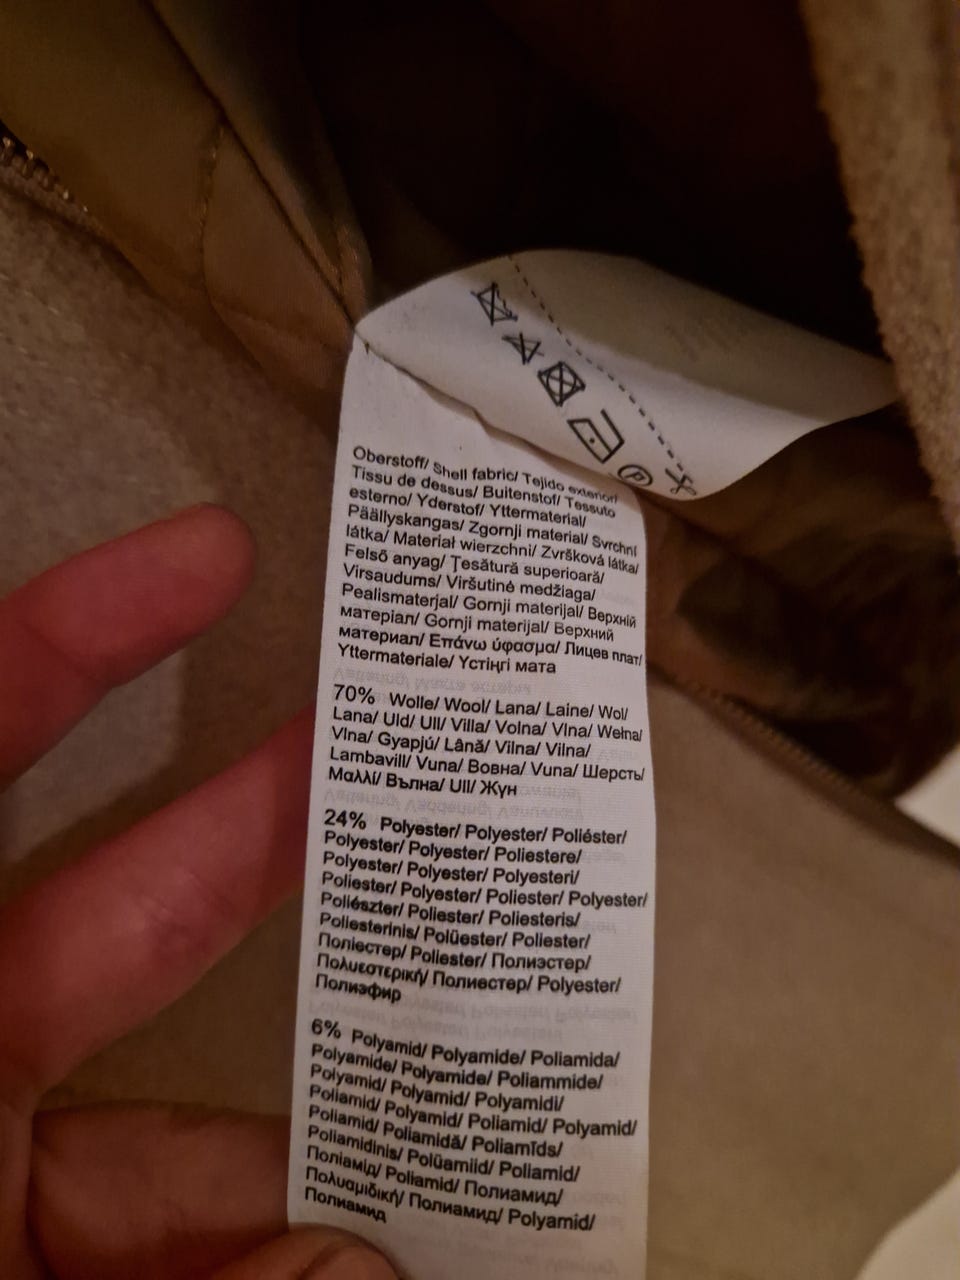 P
Oberstoff/ Shell fabric/ Tejido exterior/
Tissu de dessus/ Buitenstof/ Tessuto
esterno/ Yderstof/ Yttermaterial/
Päällyskangas/ Zgornji material/ Svrchní
látka/ Materiał wierzchni/ Zvršková látka/
Felső anyag/ Ţesătură superioară/
Virsaudums/ Viršutinė medžiaga/
Pealismaterjal/ Gornji materijal/ Верхній
матеріал/ Gornji materijal/ Верхний
материал/ Επάνω ύφασμα/ Лицев плат/
Yttermateriale/ Үстіңгі мата
70% Wolle/ Wool/ Lana/ Laine/ Wol/
Lana/ Uld/ Ull/ Villa/ Volna/ Vlna/ Wełna/
Vlna/ Gyapjú/ Lână/ Vilna/ Vilna/
Lambavill/ Vuna/ Вовна/ Vuna/ Шерсть/
Μαλλί/ Вълна/ Ull/ Жүн
24% Polyester/ Polyester/ Poliéster/
Polyester/ Polyester/ Poliestere/
Polyester/ Polyester/ Polyesteri/
Poliester/ Polyester/ Poliester/ Polyester/
Poliészter/ Poliester/ Poliesteris/
Poliesterinis/ Polüester/ Poliester/
Поліестер/ Poliester/ Полиэстер/
Πολυεστερική/ Полиестер/ Polyester/
Полиэфир
6% Polyamid/ Polyamide/ Poliamida/
Polyamide/ Polyamide/ Poliammide/
Polyamid/ Polyamid/ Polyamidi/
Poliamid/ Polyamid/ Poliamid/ Polyamid/
Poliamid/ Poliamidă/ Poliamīds/
Poliamidinis/ Polüamiid/ Poliamid/
Поліамід/ Poliamid/ Полиамид/
Πολυαμιδική/ Полиамид/ Polyamid/
Полиамид